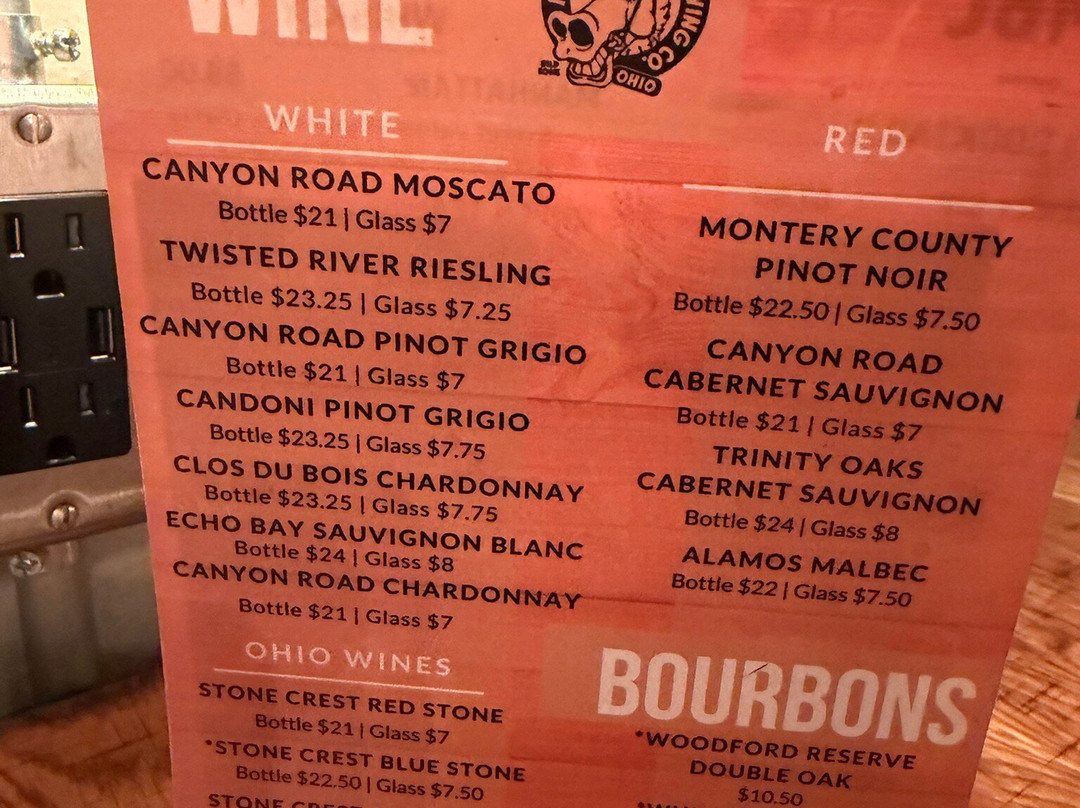 WINE
NING CO.
OHIO
WHITE
CANYON ROAD MOSCATO
Bottle $21 | Glass $7
TWISTED RIVER RIESLING
Bottle $23.25 | Glass $7.25
CANYON ROAD PINOT GRIGIO
Bottle $21 | Glass $7
CANDONI PINOT GRIGIO
Bottle $23.25 | Glass $7.75
CLOS DU BOIS CHARDONNAY
Bottle $23.25 | Glass $7.75
ECHO BAY SAUVIGNON BLANC
Bottle $24 | Glass $8
CANYON ROAD CHARDONNAY
Bottle $21 | Glass $7
OHIO WINES
STONE CREST RED STONE
Bottle $21 | Glass $7
*STONE CREST BLUE STONE
Bottle $22.50 | Glass $7.50
STONE CREST
RED
MONTERY COUNTY
PINOT NOIR
Bottle $22.50 | Glass $7.50
CANYON ROAD
CABERNET SAUVIGNON
Bottle $21 | Glass $7
TRINITY OAKS
CABERNET SAUVIGNON
Bottle $24 | Glass $8
ALAMOS MALBEC
Bottle $22 | Glass $7.50
BOURBONS
*WOODFORD RESERVE
DOUBLE OAK
$10.50